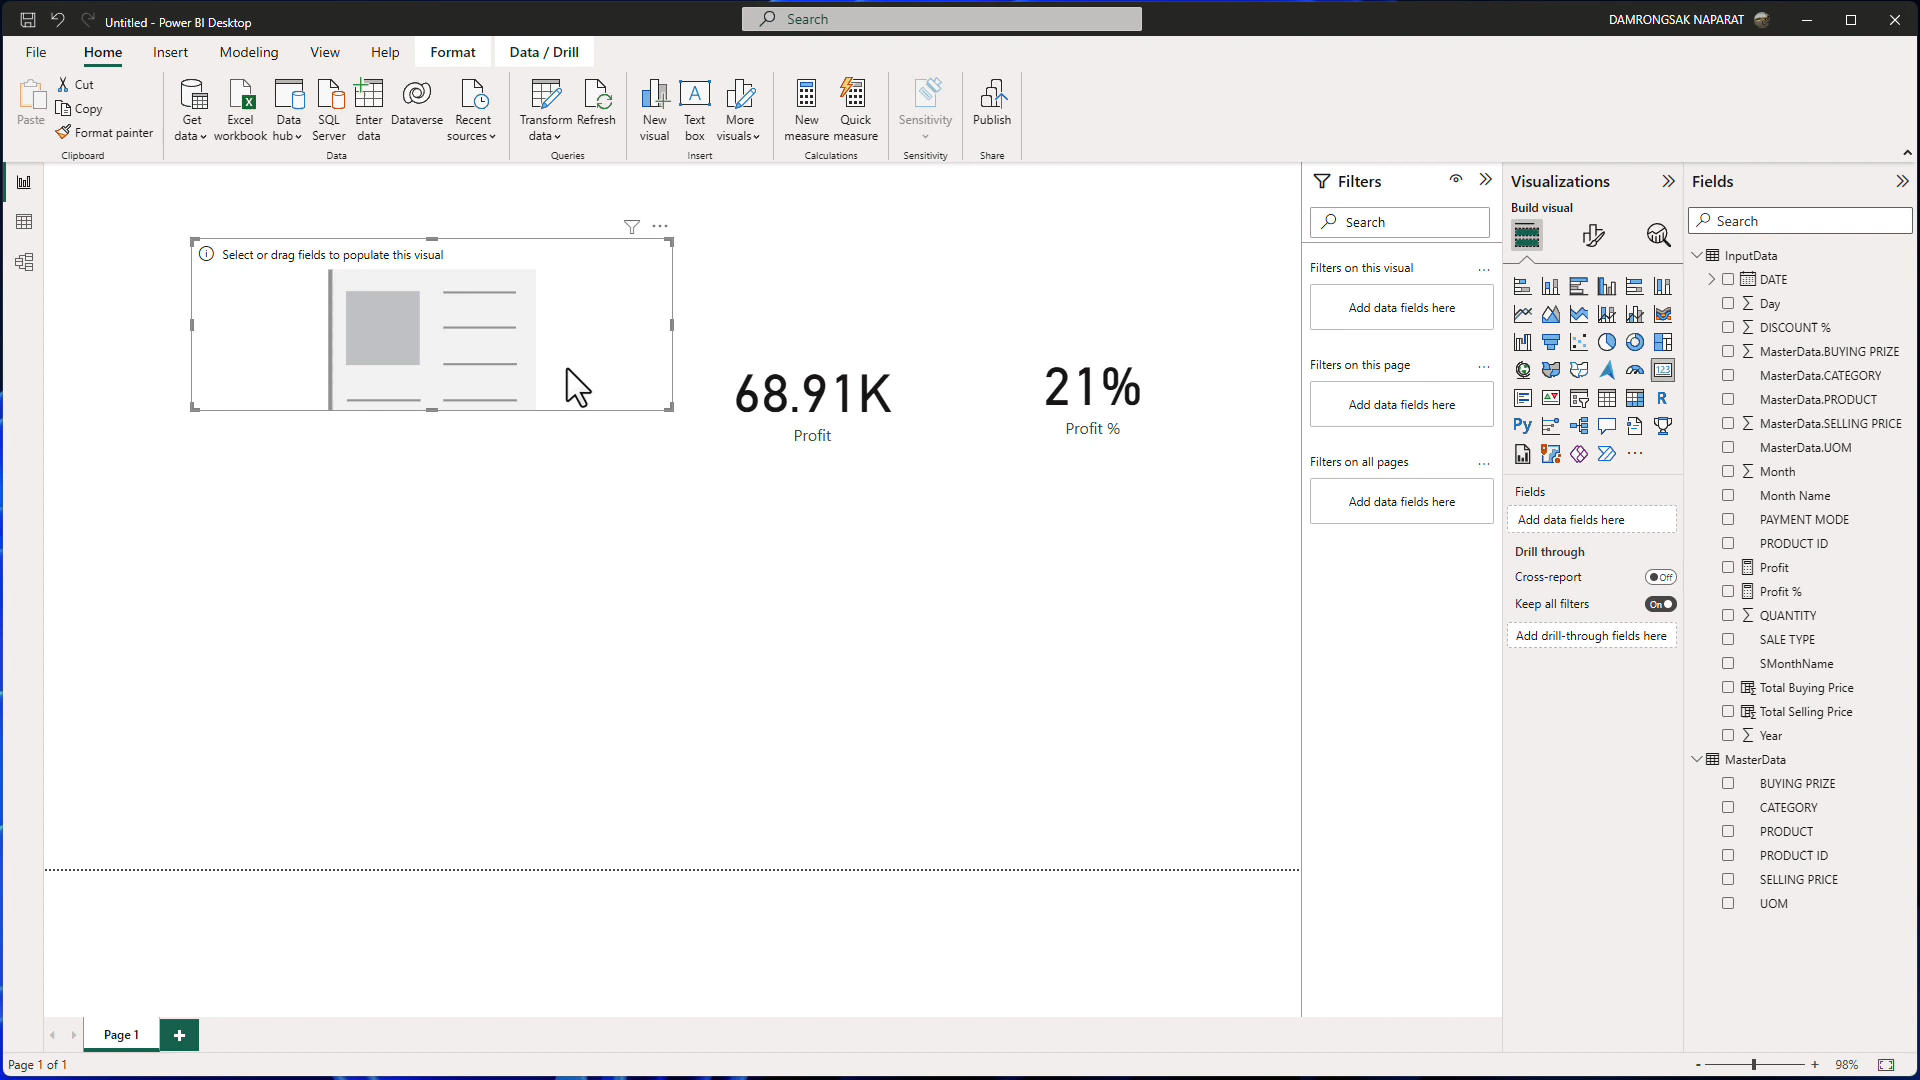 Untitled - Power BI Desktop
Search
DAMRONGSAK NAPARAT
File
Home
Insert
Modeling
View
Help
Format
Data / Drill
Paste
Cut
Copy
Format painter
Clipboard
Get data
Excel workbook
Data hub
SQL Server
Enter data
Dataverse
Recent sources
Data
Transform data
Refresh
Queries
New visual
Text box
More visuals
Insert
New measure
Quick measure
Calculations
Sensitivity
Sensitivity
Publish
Share
Select or drag fields to populate this visual
68.91K
Profit
21%
Profit %
Filters
Search
Filters on this visual
Add data fields here
Filters on this page
Add data fields here
Filters on all pages
Add data fields here
Visualizations
Build visual
123
R
Py
Fields
Add data fields here
Drill through
Cross-report
Off
Keep all filters
On
Add drill-through fields here
Fields
Search
InputData
DATE
Day
DISCOUNT %
MasterData.BUYING PRIZE
MasterData.CATEGORY
MasterData.PRODUCT
MasterData.SELLING PRICE
MasterData.UOM
Month
Month Name
PAYMENT MODE
PRODUCT ID
Profit
Profit %
QUANTITY
SALE TYPE
SMonthName
Total Buying Price
Total Selling Price
Year
MasterData
BUYING PRIZE
CATEGORY
PRODUCT
PRODUCT ID
SELLING PRICE
UOM
Page 1
Page 1 of 1
98%